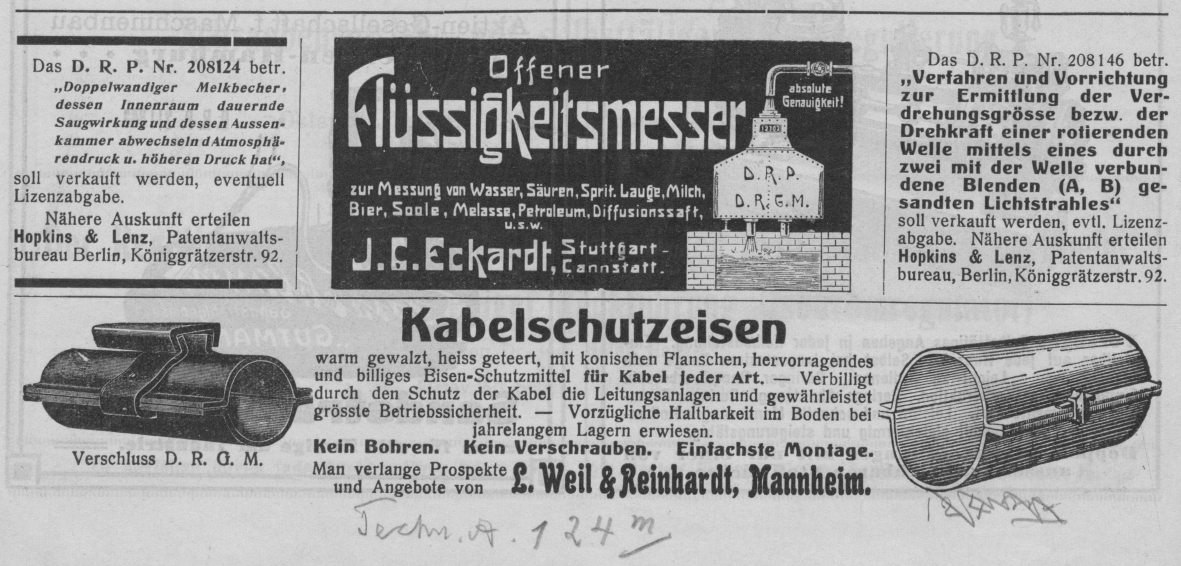 Das D. R. P. Nr. 208124 betr.
„Doppelwandiger Melkbecher,
dessen Innenraum dauernde
Saugwirkung und dessen Aussen-
kammer abwechselnd Atmosphä-
rendruck u. höheren Druck hat“,
soll verkauft werden, eventuell
Lizenzabgabe.
Nähere Auskunft erteilen
Hopkins & Lenz, Patentanwalts-
bureau Berlin, Königgrätzerstr. 92.
Offener
Flüssigkeitsmesser
absolute
Genauigkeit!
zur Messung von Wasser, Säuren, Sprit, Lauge, Milch,
Bier, Soole, Melasse, Petroleum, Diffusionssaft,
u.s.w.
J. C. Eckardt, Stuttgart-
Cannstatt.
D. R. P.
D. R. G. M.
Das D. R. P. Nr. 208146 betr.
„Verfahren und Vorrichtung
zur Ermittlung der Ver-
drehungsgrösse bezw. der
Drehkraft einer rotierenden
Welle mittels eines durch
zwei mit der Welle verbun-
dene Blenden (A, B) ge-
sandten Lichtstrahles“
soll verkauft werden, evtl. Lizenz-
abgabe. Nähere Auskunft erteilen
Hopkins & Lenz, Patentanwalts-
bureau, Berlin, Königgrätzerstr. 92.
Kabelschutzeisen
warm gewalzt, heiss geteert, mit konischen Flanschen, hervorragendes
und billiges Eisen-Schutzmittel für Kabel jeder Art. — Verbilligt
durch den Schutz der Kabel die Leitungsanlagen und gewährleistet
grösste Betriebssicherheit. — Vorzügliche Haltbarkeit im Boden bei
jahrelangem Lagern erwiesen.
Kein Bohren. Kein Verschrauben. Einfachste Montage.
Man verlange Prospekte
und Angebote von L. Weil & Reinhardt, Mannheim.
Verschluss D. R. G. M.
Techn. A. 124 m